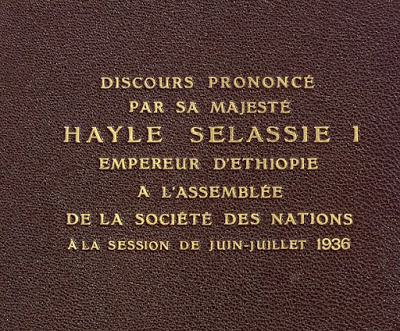 DISCOURS PRONONCÉ
PAR SA MAJESTÉ
HAYLE SELASSIE 1
EMPEREUR D'ETHIOPIE
A L'ASSEMBLÉE
DE LA SOCIÉTÉ DES NATIONS
À LA SESSION DE JUIN-JUILLET 1936